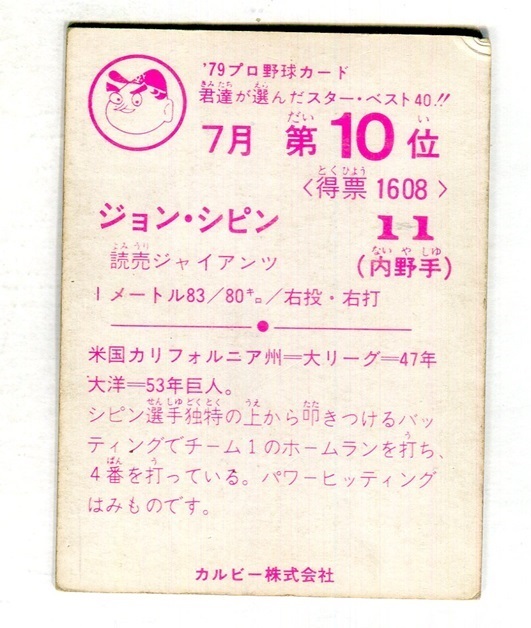 '79プロ野球カード
君達が選んだスター・ベスト40.!!
7月 第10位
〈得票 1608〉
ジョン・シピン 11
読売ジャイアンツ (内野手)
1メートル83/80キロ/右投・右打
米国カリフォルニア州＝大リーグ＝47年
大洋＝53年巨人。
シピン選手独特の上から叩きつけるバッ
ティングでチーム1のホームランを打ち、
4番を打っている。パワーヒッティング
はみものです。
カルビー株式会社